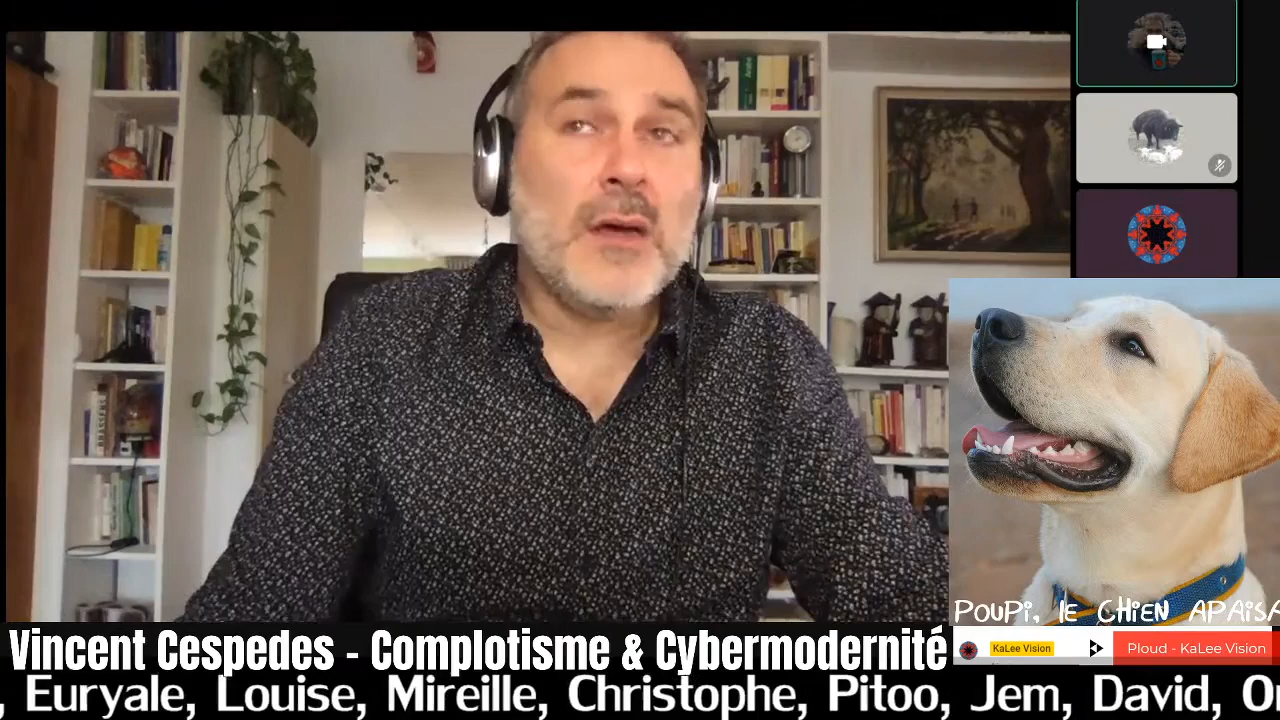 POUPi, lE CHiEN APAiSA
KaLee Vision
Ploud - KaLee Vision
Vincent Cespedes - Complotisme & Cybermodernité
, Euryale, Louise, Mireille, Christophe, Pitoo, Jem, David, O